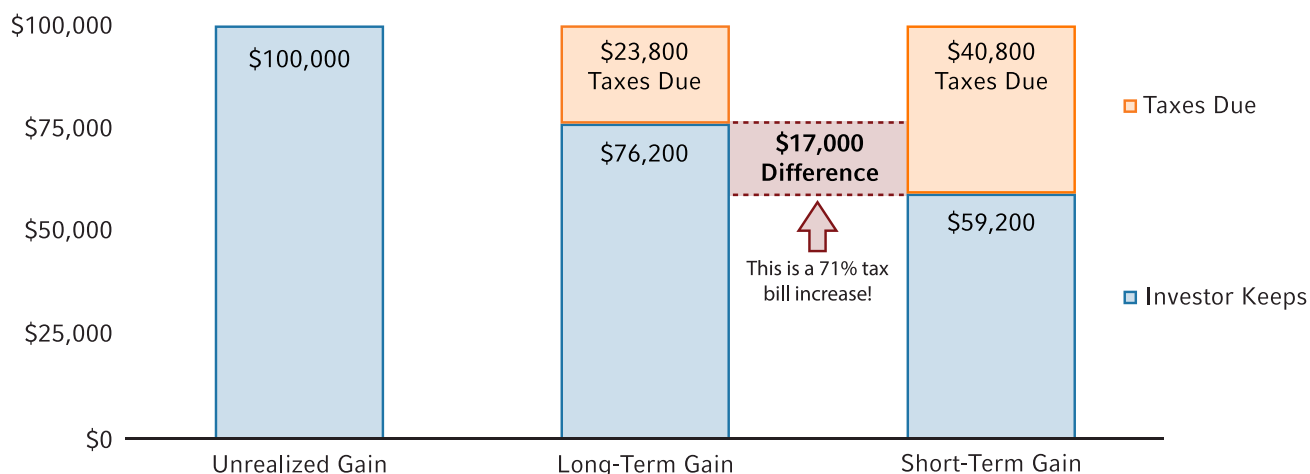 $100,000
$75,000
$50,000
$25,000
$0
$100,000
$23,800
Taxes Due
$76,200
$17,000
Difference
This is a 71% tax
bill increase!
$40,800
Taxes Due
$59,200
Taxes Due
Investor Keeps
Unrealized Gain
Long-Term Gain
Short-Term Gain